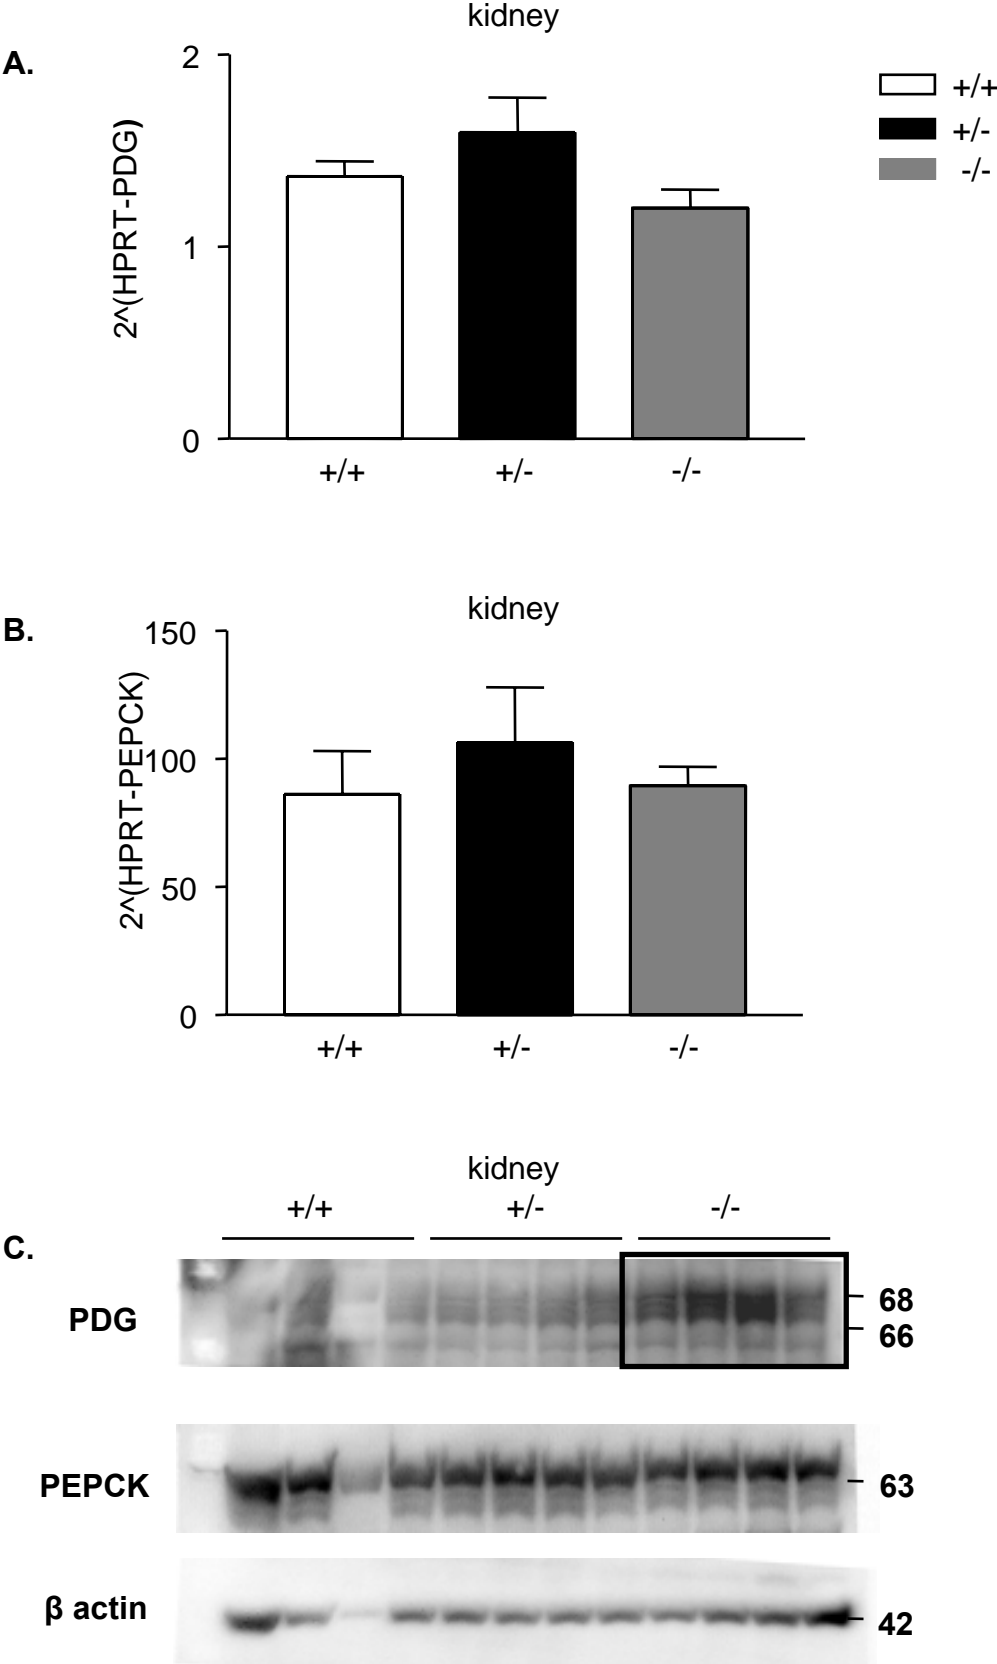 kidney
A.
2^(HPRT-PDG)
2
1
0
+/+
+/-
-/-
+/+
+/-
-/-
kidney
B.
2^(HPRT-PEPCK)
150
100
50
0
+/+
+/-
-/-
kidney
+/+
+/-
-/-
C.
PDG
68
66
PEPCK
63
β actin
42